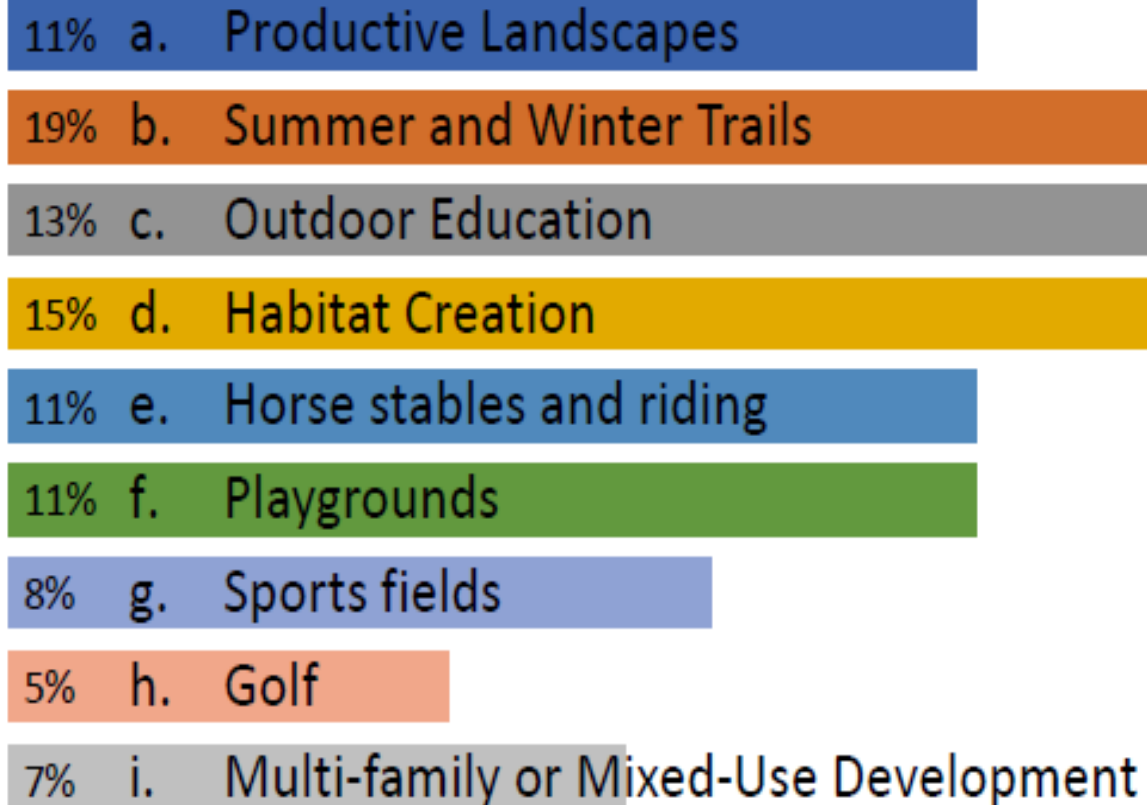 11% a. Productive Landscapes
19% b. Summer and Winter Trails
13% c. Outdoor Education
15% d. Habitat Creation
11% e. Horse stables and riding
11% f. Playgrounds
8% g. Sports fields
5% h. Golf
7% i. Multi-family or Mixed-Use Development